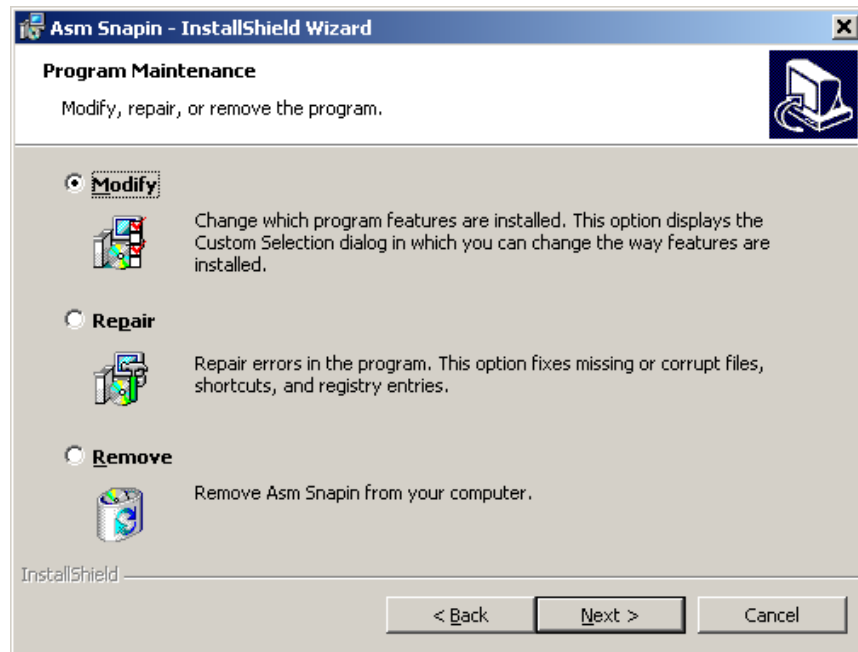 Asm Snapin - InstallShield Wizard
Program Maintenance
Modify, repair, or remove the program.
Modify
Change which program features are installed. This option displays the
Custom Selection dialog in which you can change the way features are
installed.
Repair
Repair errors in the program. This option fixes missing or corrupt files,
shortcuts, and registry entries.
Remove
Remove Asm Snapin from your computer.
InstallShield
< Back Next > Cancel